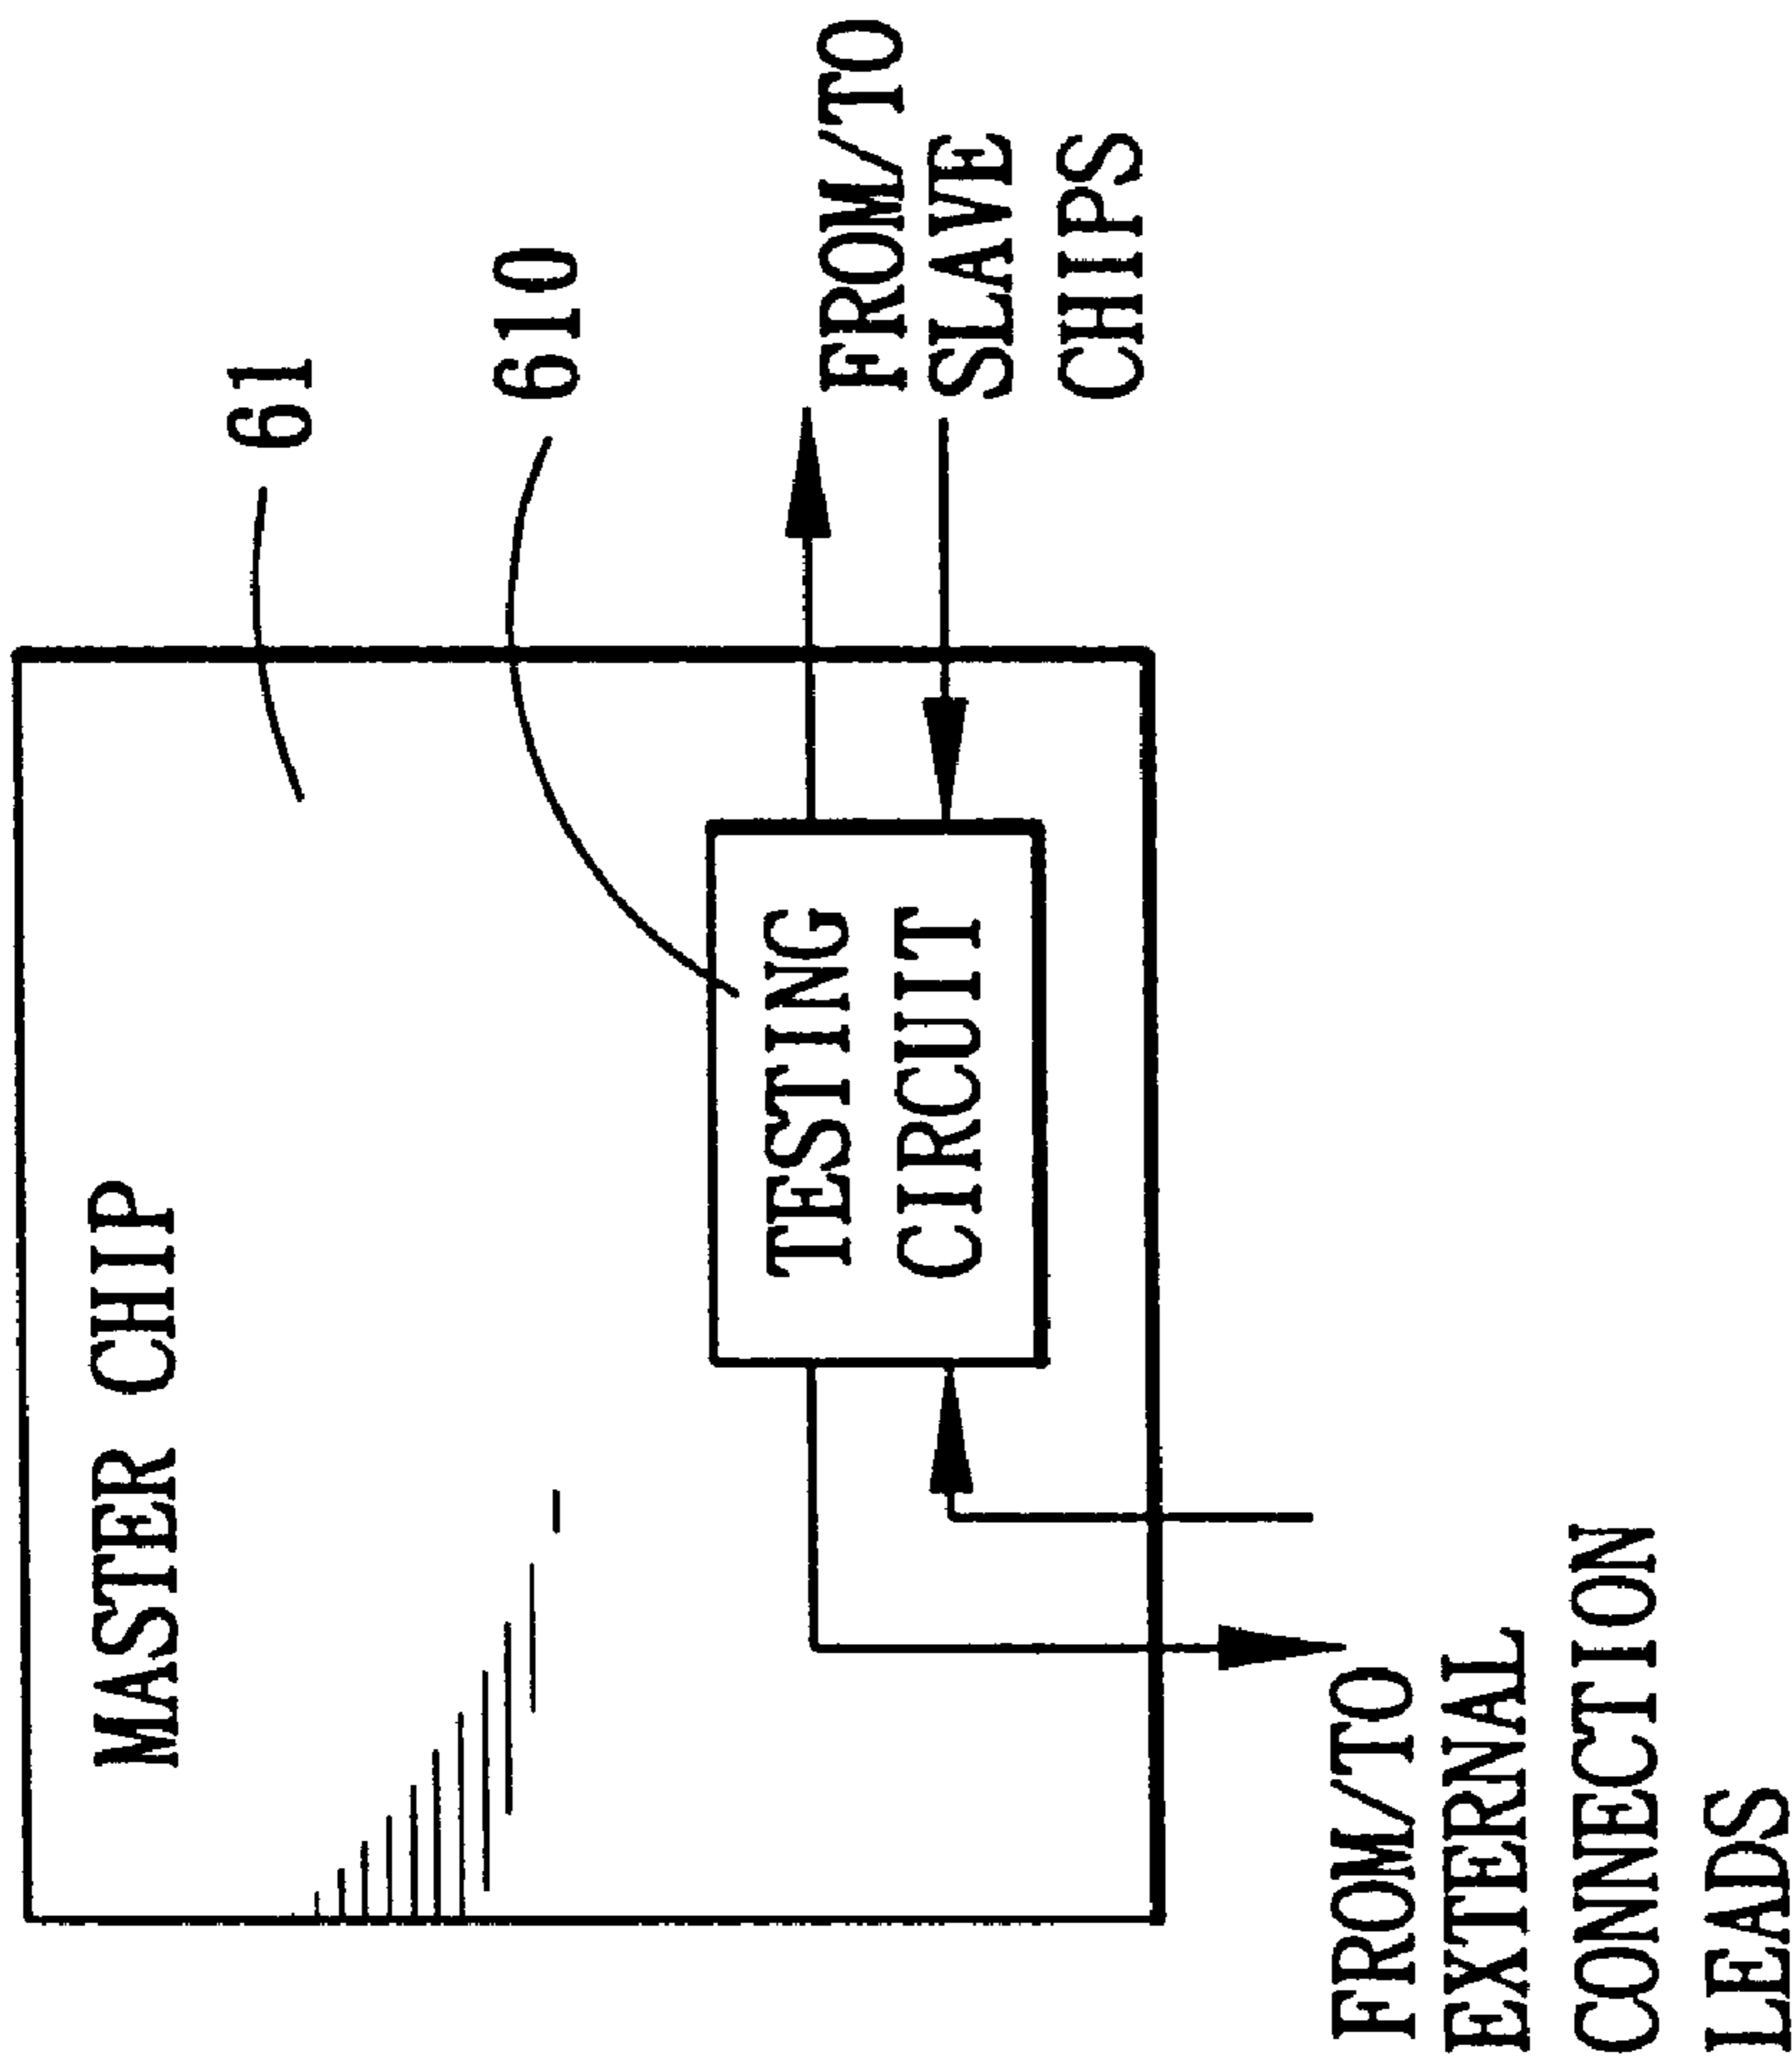 MASTER CHIP
61
610
TESTING
CIRCUIT
FROM/TO
SLAVE
CHIPS
FROM/TO
EXTERNAL
CONNECTION
LEADS